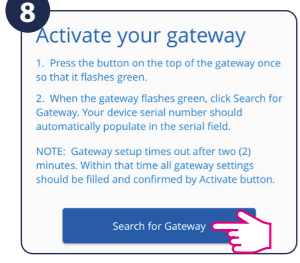 8
Activate your gateway
1. Press the button on the top of the gateway once
so that it flashes green.
2. When the gateway flashes green, click Search for
Gateway. Your device serial number should
automatically populate in the serial field.
NOTE: Gateway setup times out after two (2)
minutes. Within that time all gateway settings
should be filled and confirmed by Activate button.
Search for Gateway